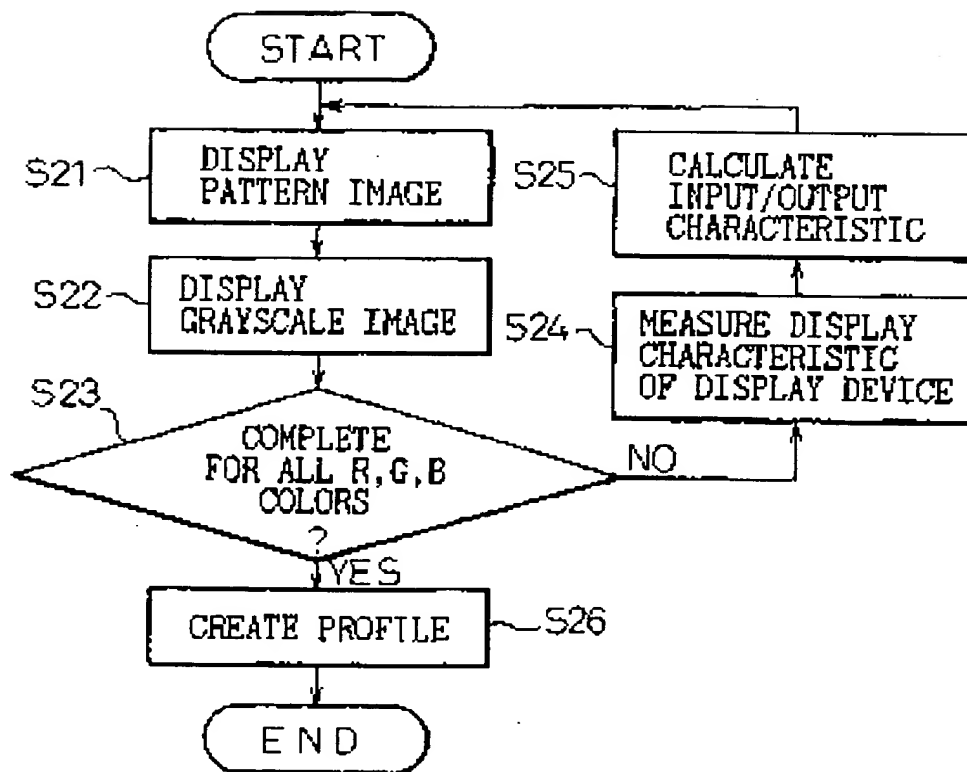 START
S21
DISPLAY
PATTERN IMAGE
S22
DISPLAY
GRAYSCALE IMAGE
S23
COMPLETE
FOR ALL R,G,B
COLORS
?
NO
YES
S24
MEASURE DISPLAY
CHARACTERISTIC
OF DISPLAY DEVICE
S25
CALCULATE
INPUT/OUTPUT
CHARACTERISTIC
CREATE PROFILE
S26
END